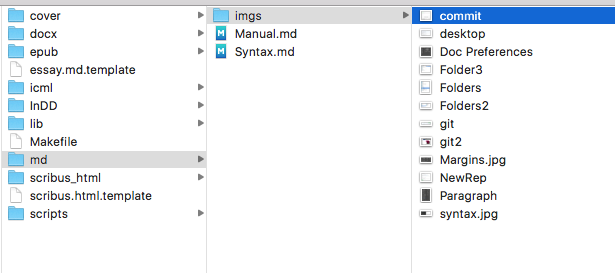 cover
docx
epub
essay.md.template
icml
InDD
lib
Makefile
md
scribus_html
scribus.html.template
scripts
imgs
Manual.md
Syntax.md
commit
desktop
Doc Preferences
Folder3
Folders
Folders2
git
git2
Margins.jpg
NewRep
Paragraph
syntax.jpg